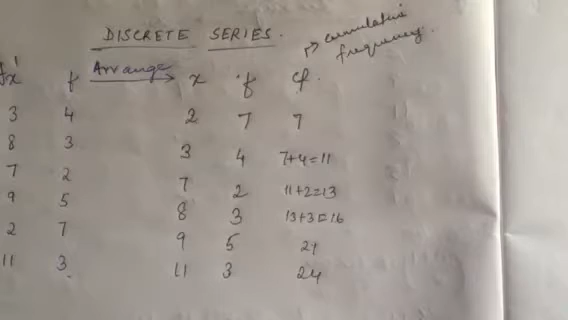 DISCRETE SERIES.
→ cumulative frequency.
x f Arrange x f cf.
3 4 2 7 7
8 3 3 4 7+4=11
7 2 7 2 11+2=13
9 5 8 3 13+3=16
2 7 9 5 21
11 3 11 3 24